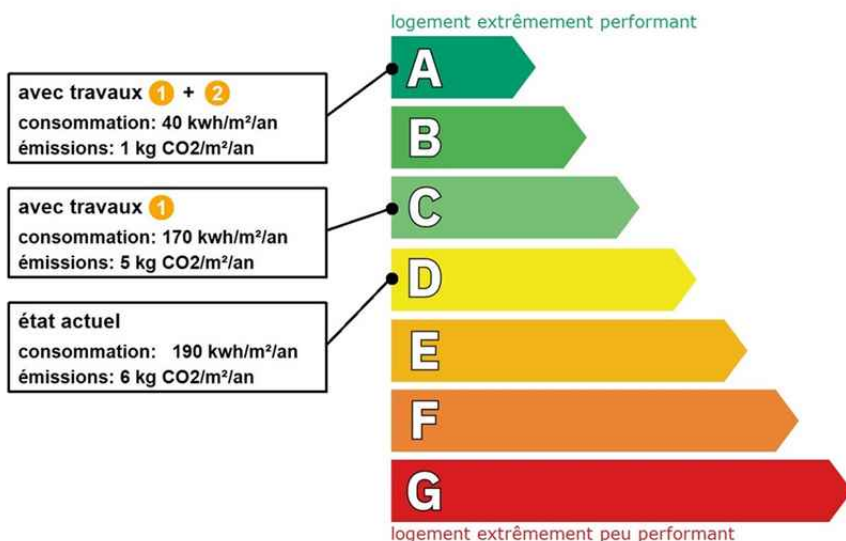 logement extrêmement performant
avec travaux 1 + 2
consommation: 40 kwh/m²/an
émissions: 1 kg CO2/m²/an
avec travaux 1
consommation: 170 kwh/m²/an
émissions: 5 kg CO2/m²/an
état actuel
consommation: 190 kwh/m²/an
émissions: 6 kg CO2/m²/an
A
B
C
D
E
F
G
logement extrêmement peu performant